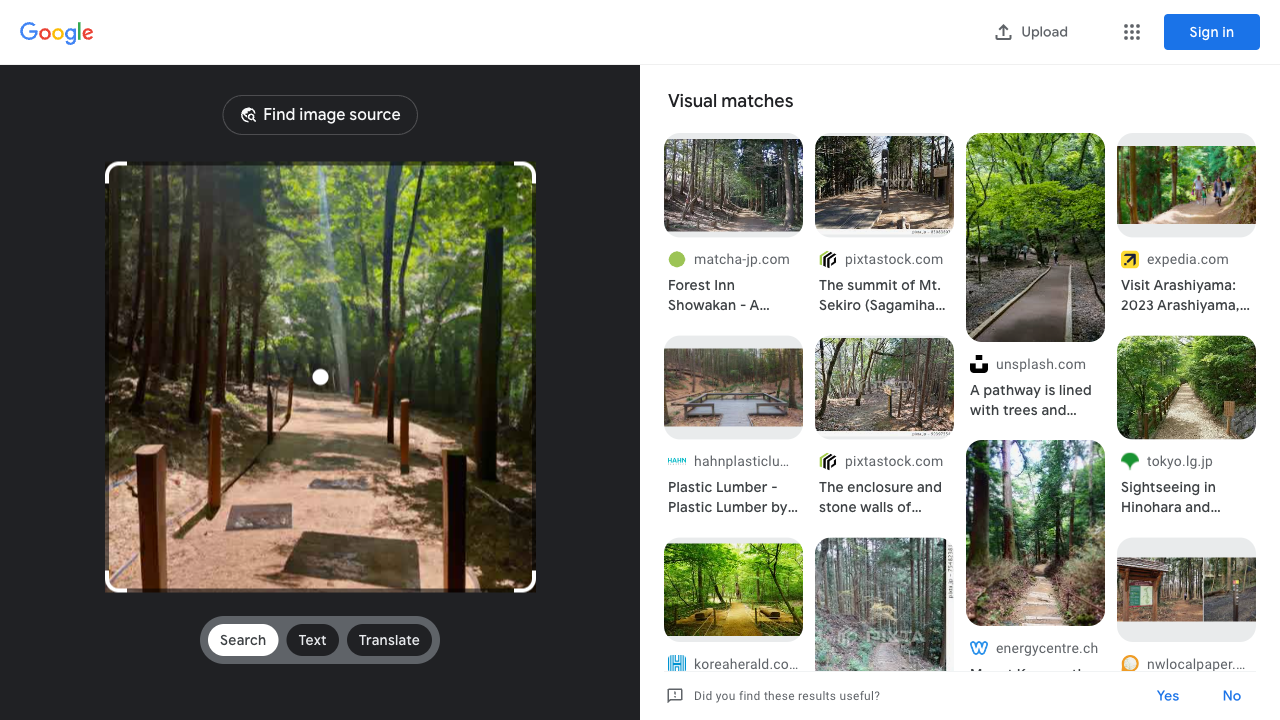 Google
Upload
Sign in
Find image source
Search
Text
Translate
Visual matches
matcha-jp.com
Forest Inn
Showakan - A...
pixtastock.com
The summit of Mt.
Sekiro (Sagamiha...
unsplash.com
A pathway is lined
with trees and...
expedia.com
Visit Arashiyama:
2023 Arashiyama,...
HAHN
hahnplasticlu...
Plastic Lumber -
Plastic Lumber by...
pixtastock.com
The enclosure and
stone walls of...
tokyo.lg.jp
Sightseeing in
Hinohara and...
koreaherald.co...
PIXTA
energycentre.ch
nwlocalpaper....
Did you find these results useful?
Yes
No